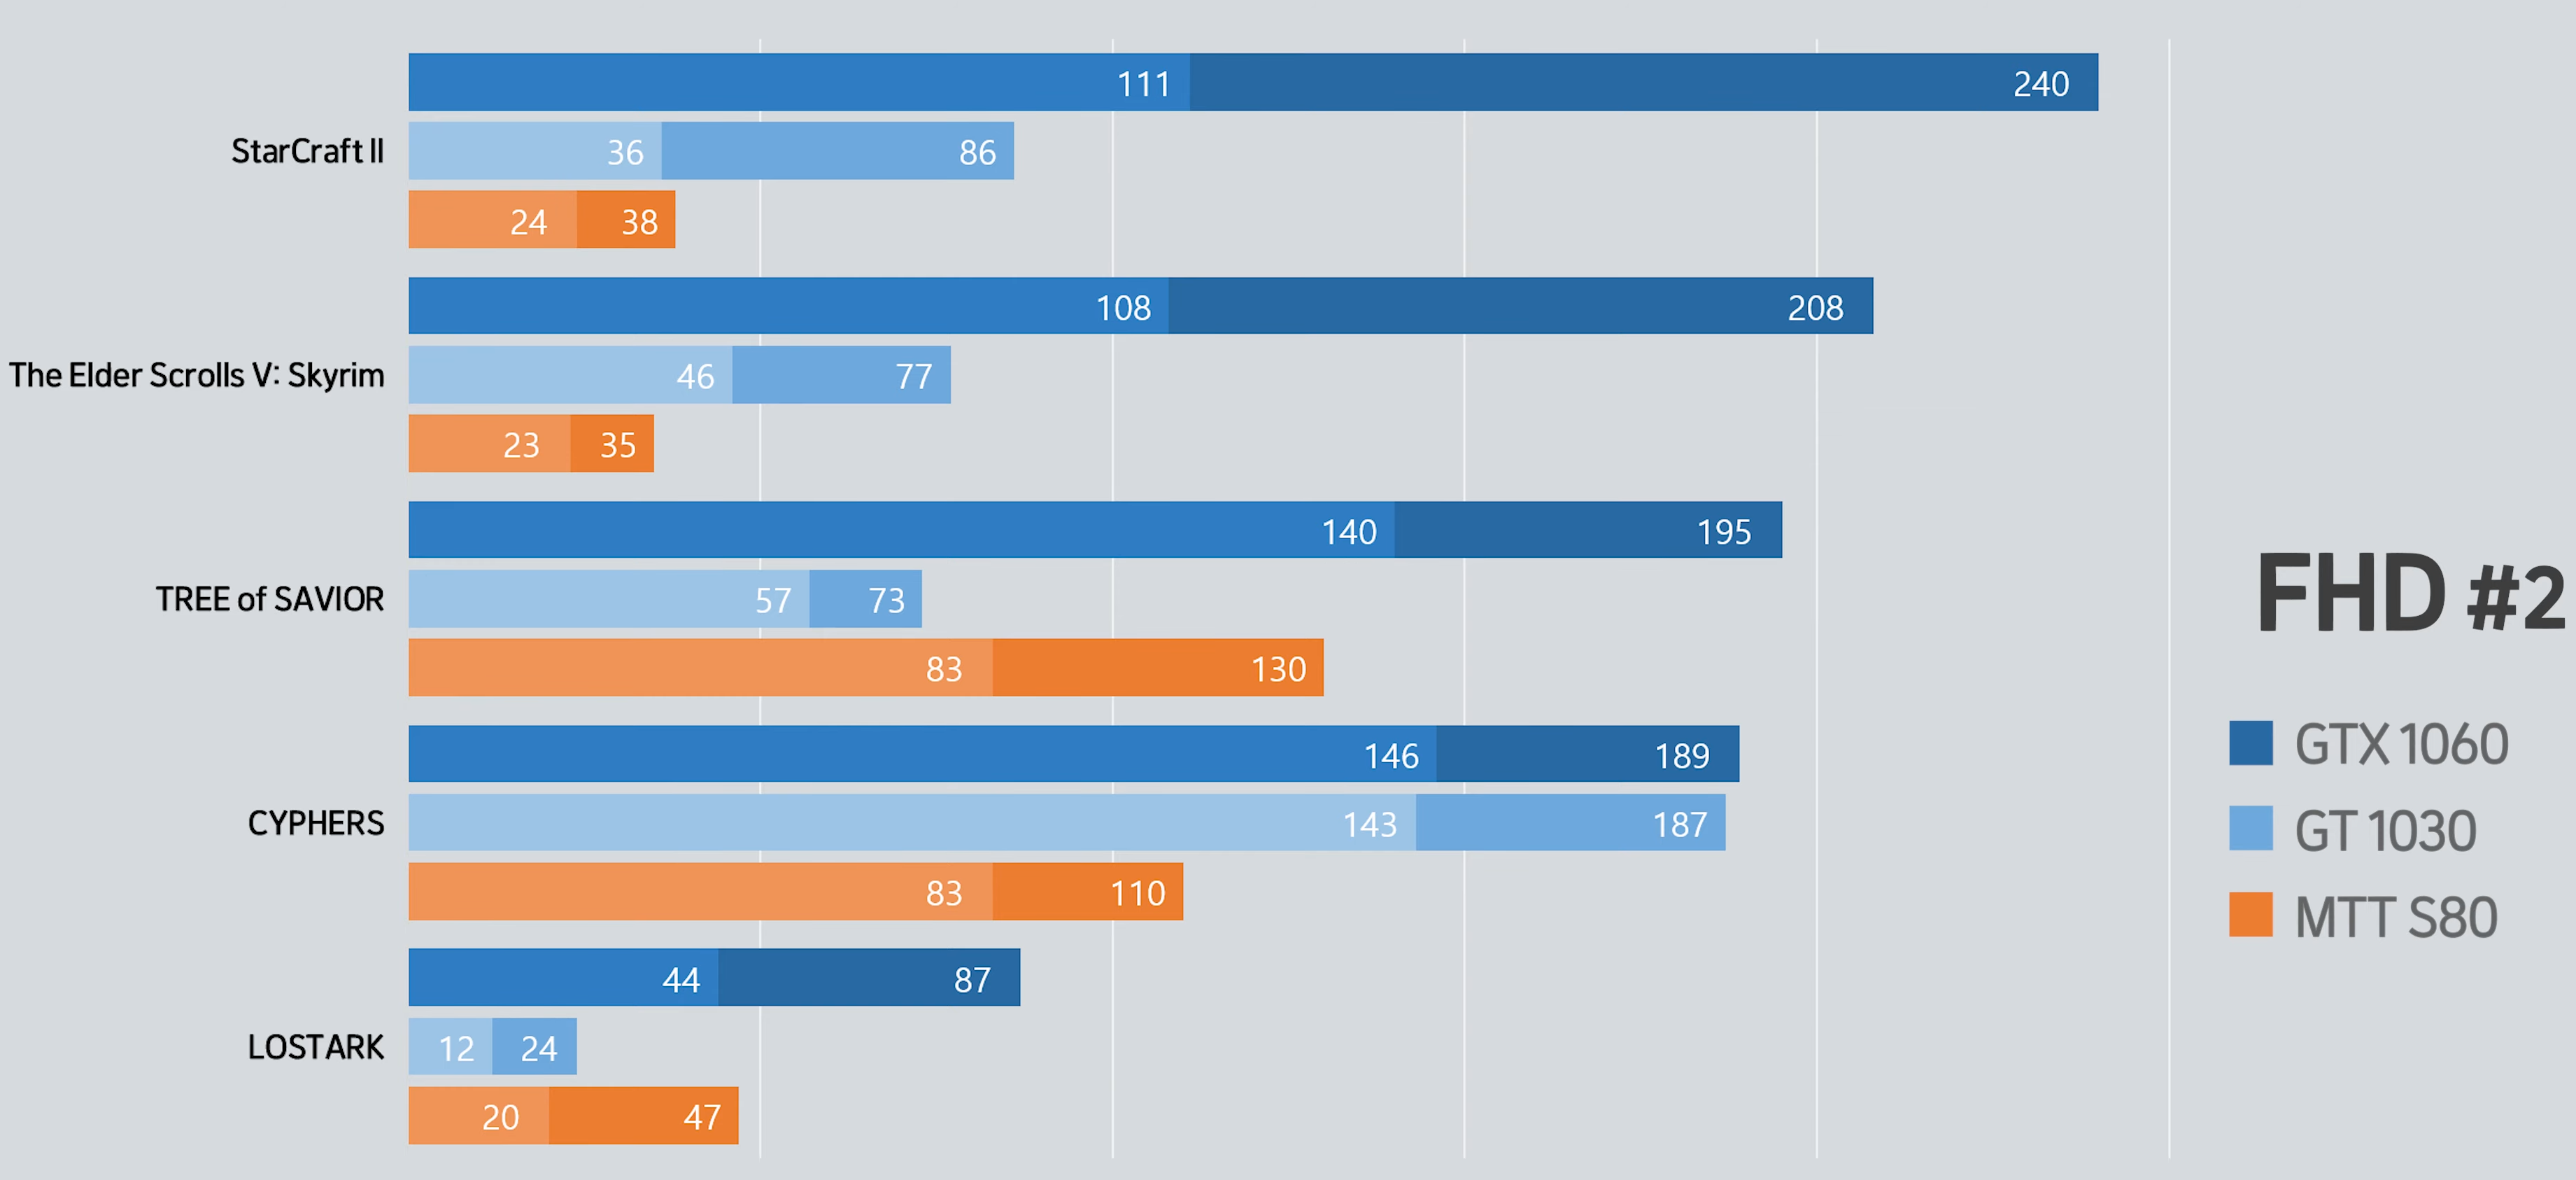 111 240
StarCraft II
36 86
24 38
108 208
The Elder Scrolls V: Skyrim
46 77
23 35
140 195
TREE of SAVIOR
57 73
83 130
146 189
CYPHERS
143 187
83 110
44 87
LOSTARK
12 24
20 47
FHD #2
GTX 1060
GT 1030
MTT S80